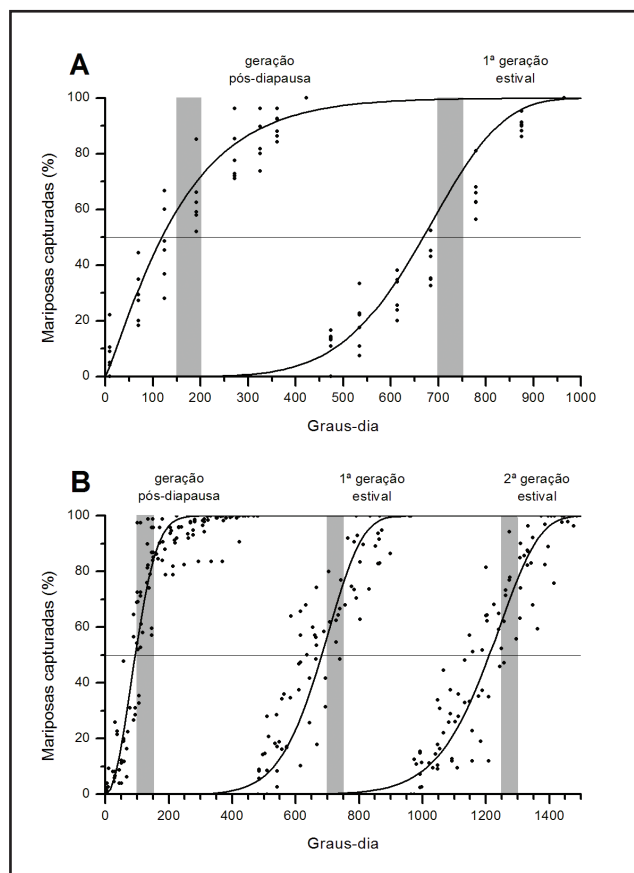 A
geração
pós-diapausa
1ª geração
estival
Mariposas capturadas (%)
100
80
60
40
20
0
0 100 200 300 400 500 600 700 800 900 1000
Graus-dia
B
geração
pós-diapausa
1ª geração
estival
2ª geração
estival
Mariposas capturadas (%)
100
80
60
40
20
0
0 200 400 600 800 1000 1200 1400
Graus-dia